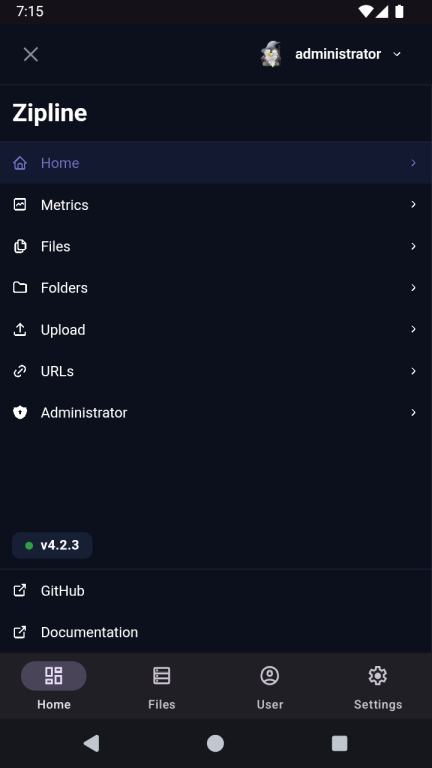 7:15
administrator
Zipline
Home
Metrics
Files
Folders
Upload
URLs
Administrator
v4.2.3
GitHub
Documentation
Home
Files
User
Settings